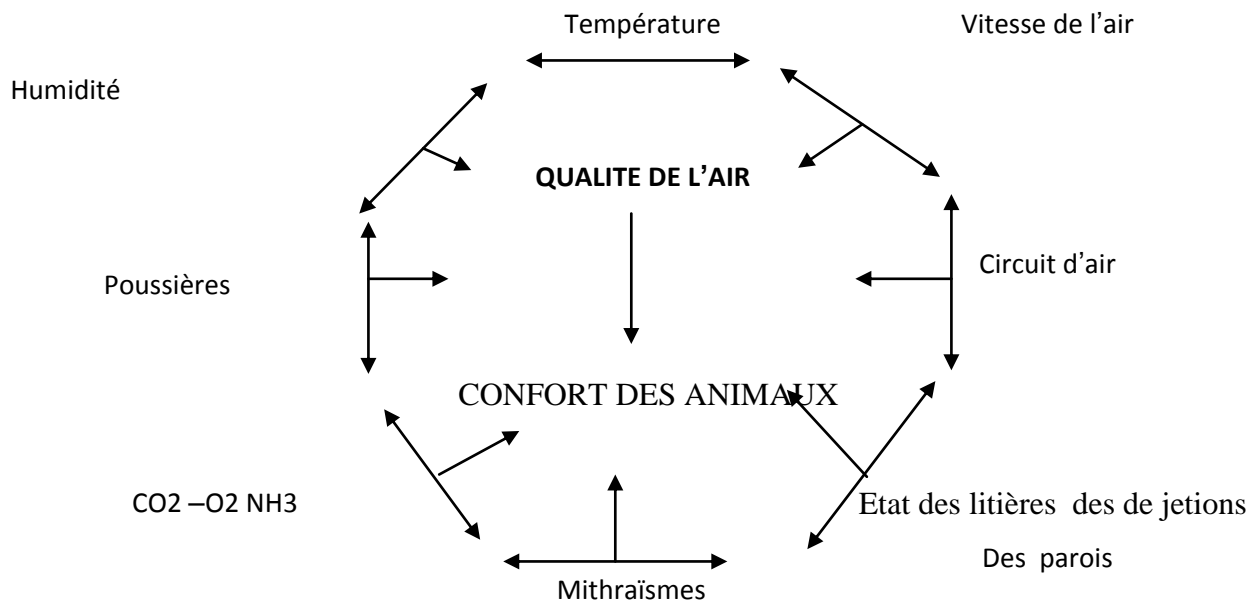 Température
Vitesse de l'air
Humidité
QUALITE DE L'AIR
Circuit d'air
Poussières
CONFORT DES ANIMAUX
CO2 –O2 NH3
Etat des litières des de jetions
Des parois
Mithraïsmes